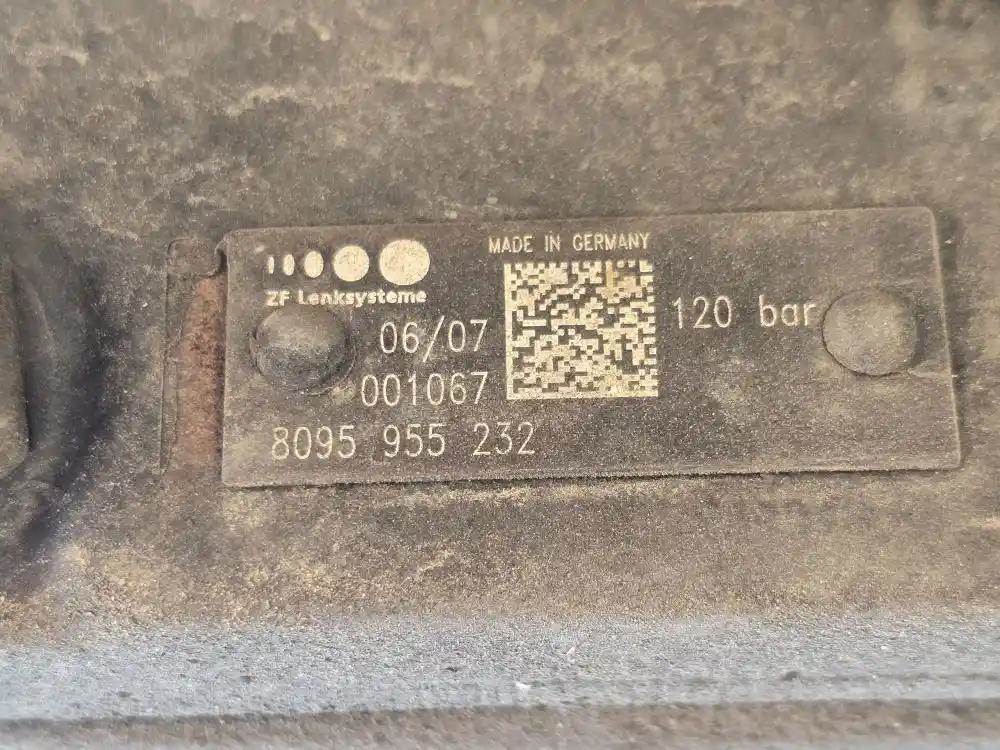 MADE IN GERMANY
ZF Lenksysteme
06/07
120 bar
001067
8095 955 232